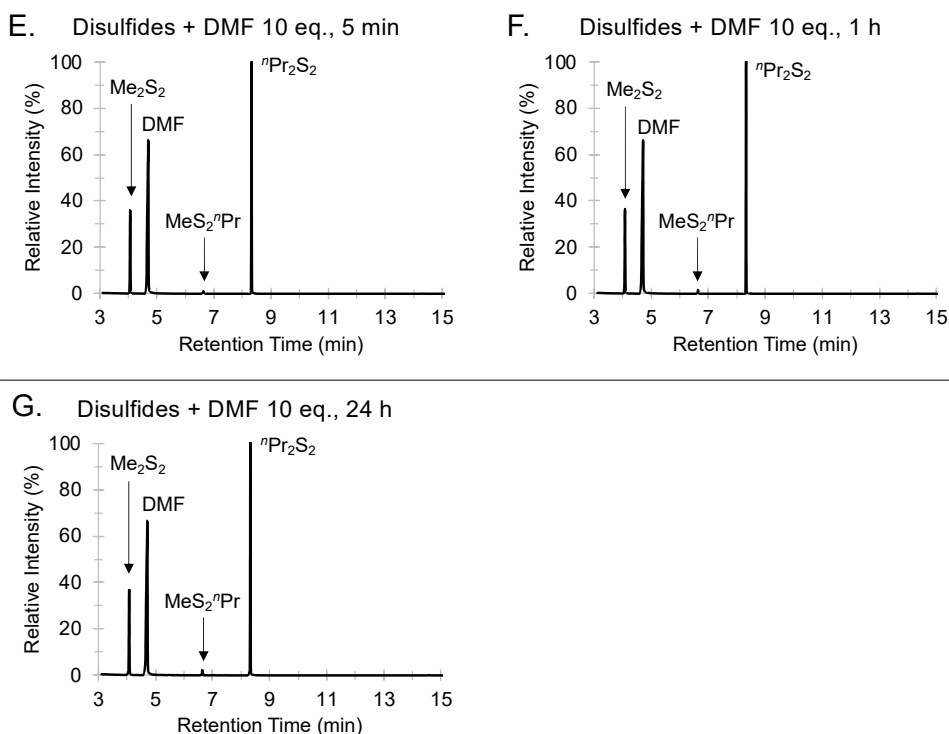 E. Disulfides + DMF 10 eq., 5 min
Relative Intensity (%)
100
80
60
40
20
0
Me₂S₂
DMF
MeS₂ⁿPr
ⁿPr₂S₂
3 5 7 9 11 13 15
Retention Time (min)
F. Disulfides + DMF 10 eq., 1 h
Relative Intensity (%)
100
80
60
40
20
0
Me₂S₂
DMF
MeS₂ⁿPr
ⁿPr₂S₂
3 5 7 9 11 13 15
Retention Time (min)
G. Disulfides + DMF 10 eq., 24 h
Relative Intensity (%)
100
80
60
40
20
0
Me₂S₂
DMF
MeS₂ⁿPr
ⁿPr₂S₂
3 5 7 9 11 13 15
Retention Time (min)